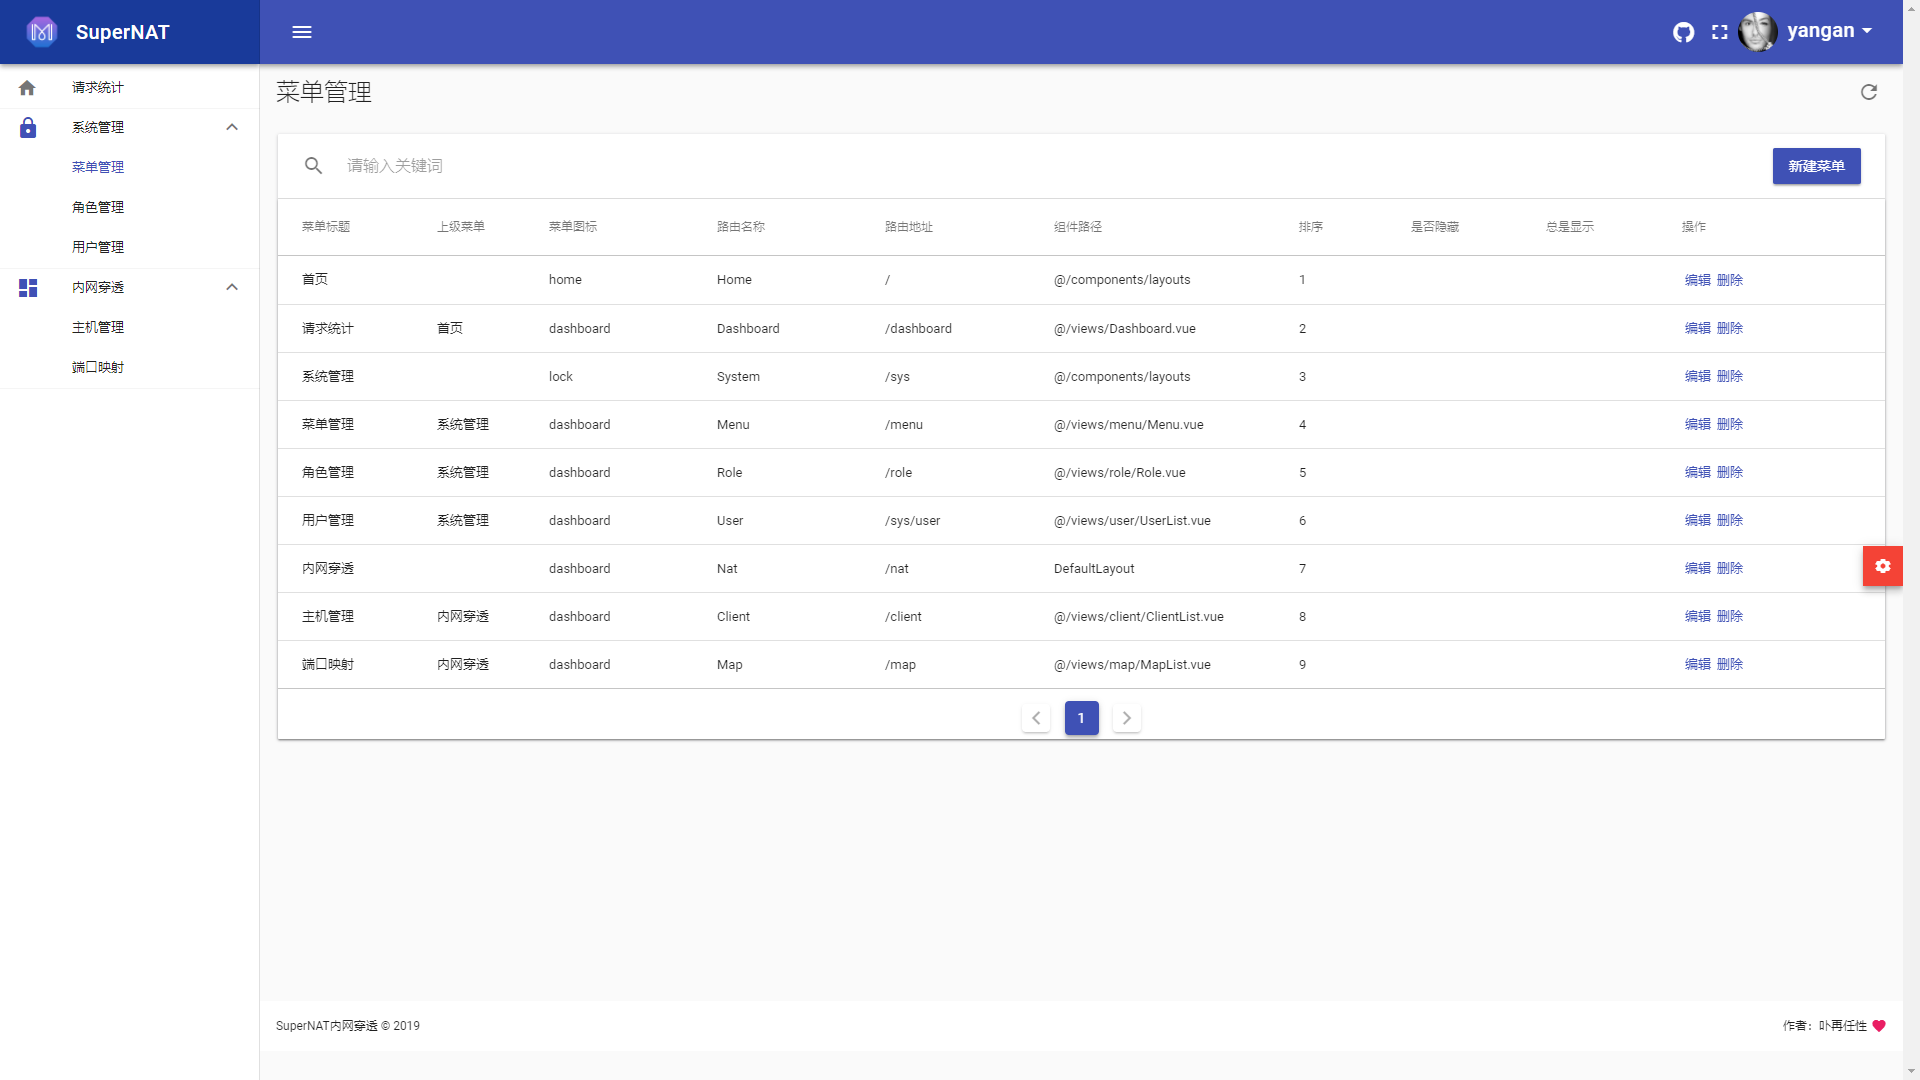 SuperNAT
yangan
请求统计
系统管理
菜单管理
角色管理
用户管理
内网穿透
主机管理
端口映射
菜单管理
请输入关键词
新建菜单
菜单标题 上级菜单 菜单图标 路由名称 路由地址 组件路径 排序 是否隐藏 总是显示 操作
首页 home Home / @/components/layouts 1 编辑 删除
请求统计 首页 dashboard Dashboard /dashboard @/views/Dashboard.vue 2 编辑 删除
系统管理 lock System /sys @/components/layouts 3 编辑 删除
菜单管理 系统管理 dashboard Menu /menu @/views/menu/Menu.vue 4 编辑 删除
角色管理 系统管理 dashboard Role /role @/views/role/Role.vue 5 编辑 删除
用户管理 系统管理 dashboard User /sys/user @/views/user/UserList.vue 6 编辑 删除
内网穿透 dashboard Nat /nat DefaultLayout 7 编辑 删除
主机管理 内网穿透 dashboard Client /client @/views/client/ClientList.vue 8 编辑 删除
端口映射 内网穿透 dashboard Map /map @/views/map/MapList.vue 9 编辑 删除
1
SuperNAT内网穿透 © 2019
作者：卟再任性